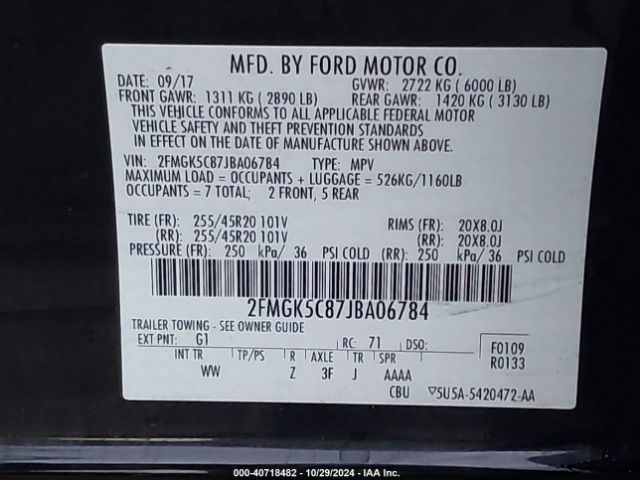 MFD. BY FORD MOTOR CO.
DATE: 09/17 GVWR: 2722 KG ( 6000 LB)
FRONT GAWR: 1311 KG ( 2890 LB) REAR GAWR: 1420 KG ( 3130 LB)
THIS VEHICLE CONFORMS TO ALL APPLICABLE FEDERAL MOTOR
VEHICLE SAFETY AND THEFT PREVENTION STANDARDS
IN EFFECT ON THE DATE OF MANUFACTURE SHOWN ABOVE.
VIN: 2FMGK5C87JBA06784 TYPE: MPV
MAXIMUM LOAD = OCCUPANTS + LUGGAGE = 526KG/1160LB
OCCUPANTS = 7 TOTAL; 2 FRONT, 5 REAR
TIRE (FR): 255/45R20 101V RIMS (FR): 20X8.0J
(RR): 255/45R20 101V (RR): 20X8.0J
PRESSURE (FR): 250 kPa/ 36 PSI COLD (RR): 250 kPa/ 36 PSI COLD
2FMGK5C87JBA06784
TRAILER TOWING - SEE OWNER GUIDE
EXT PNT: G1 RC: 71 DSO: F0109
INT TR TP/PS R AXLE TR SPR R0133
WW Z 3F J AAAA
CBU 5U5A-5420472-AA
000-40718482 - 10/29/2024 - IAA Inc.